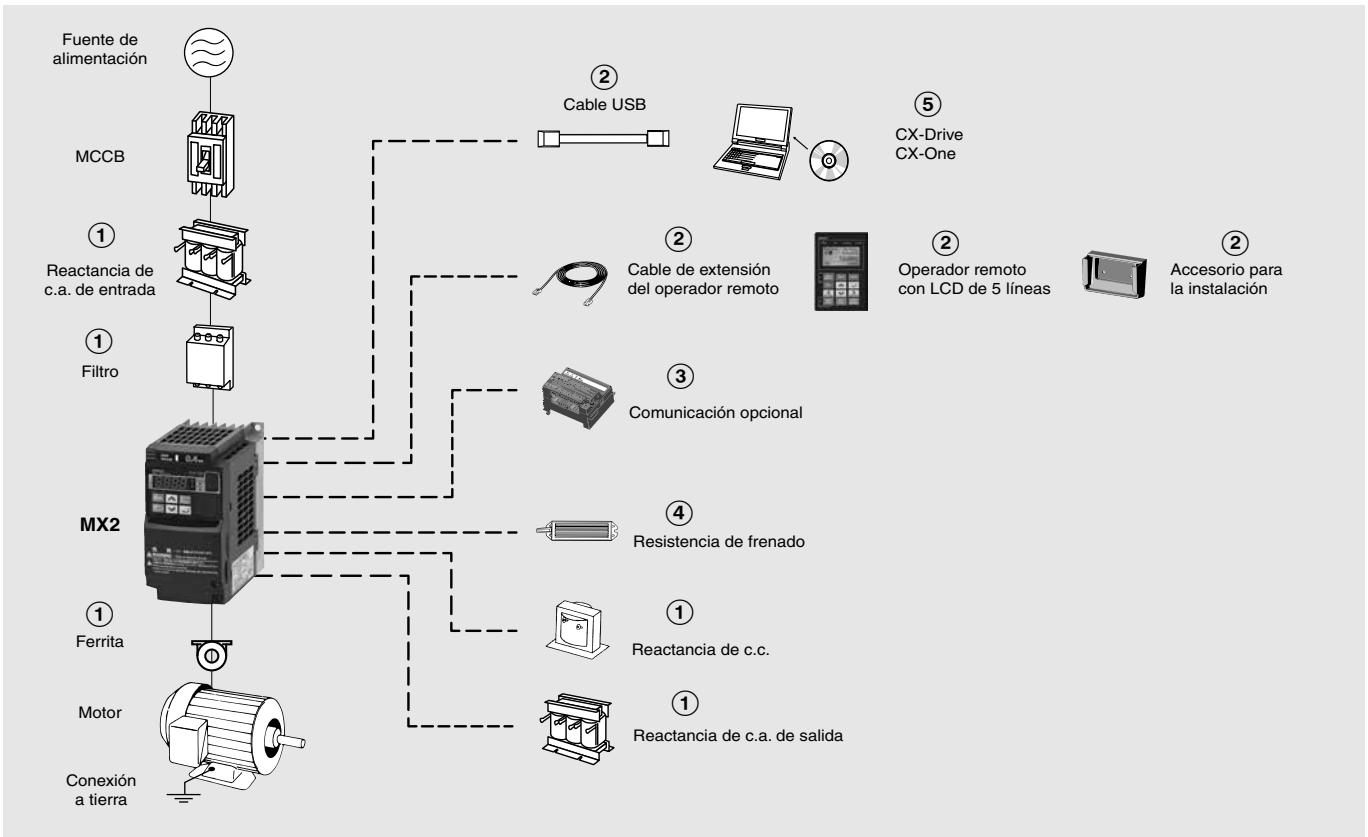 Fuente de
alimentación
MCCB
1
Reactancia de
c.a. de entrada
1
Filtro
MX2
1
Ferrita
Motor
Conexión
a tierra
2
Cable USB
5
CX-Drive
CX-One
2
Cable de extensión
del operador remoto
2
Operador remoto
con LCD de 5 líneas
2
Accesorio para
la instalación
3
Comunicación opcional
4
Resistencia de frenado
1
Reactancia de c.c.
1
Reactancia de c.a. de salida